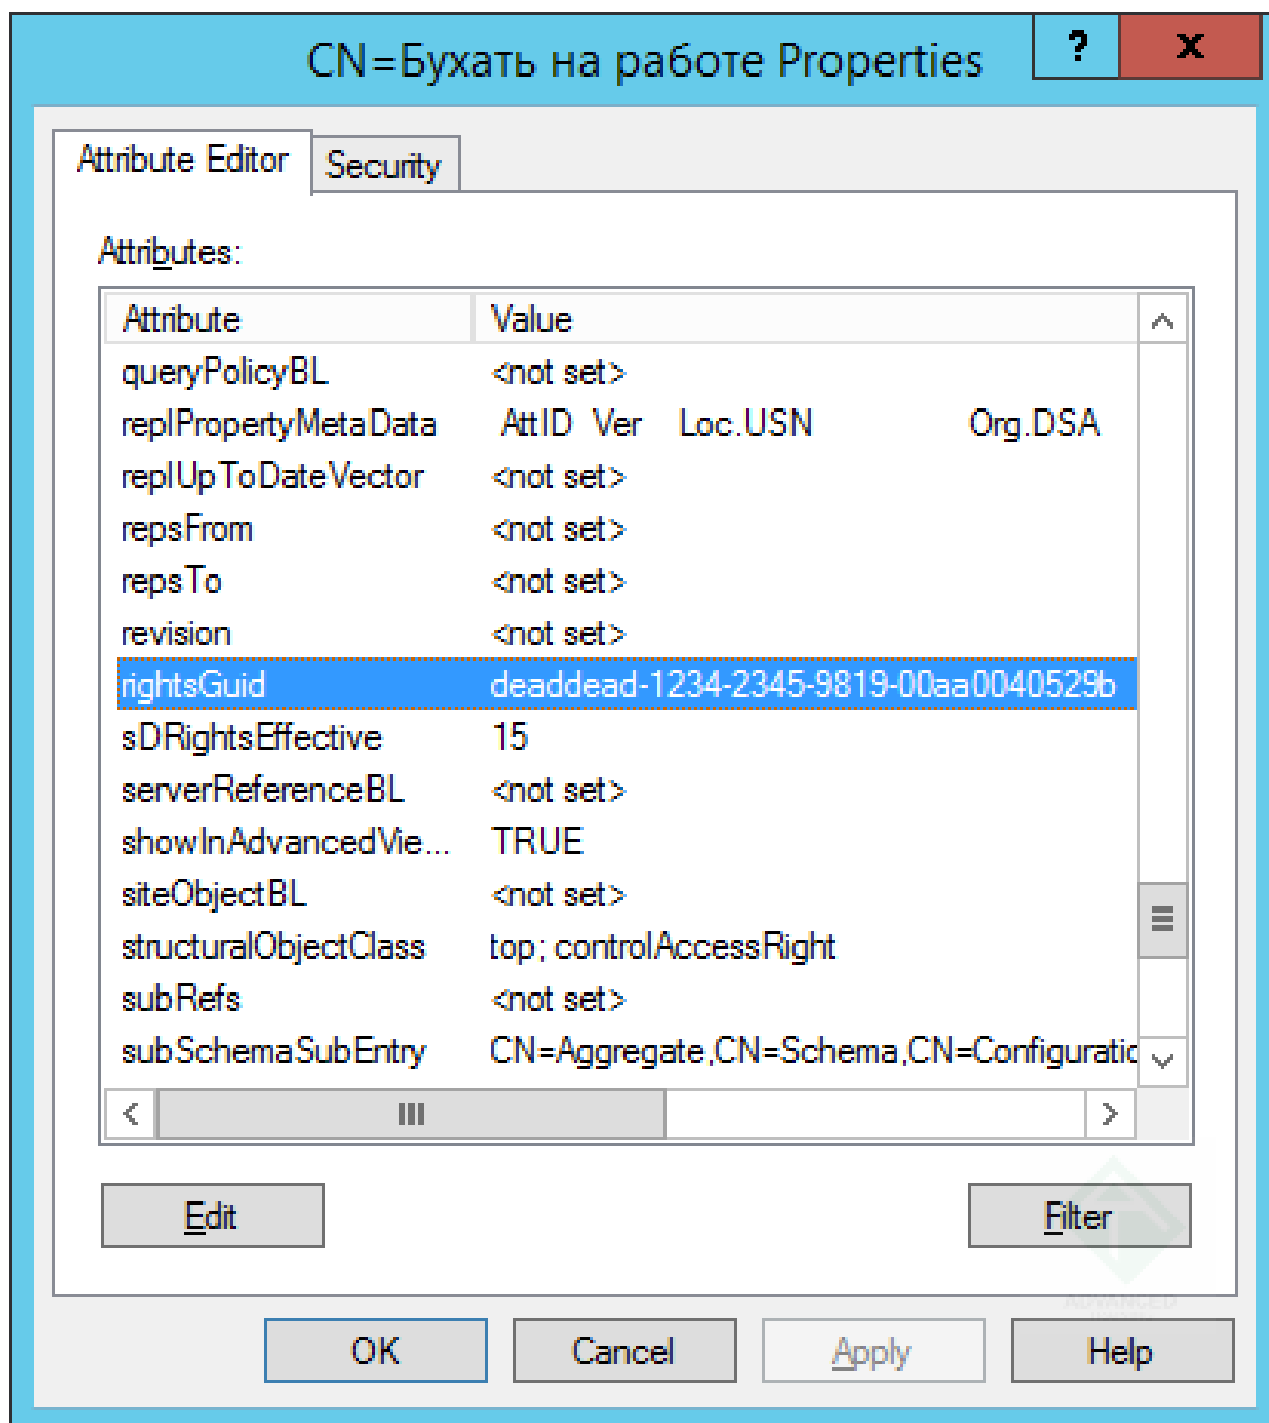 CN=Бухать на работе Properties ? x
Attribute Editor Security
Attributes:
Attribute Value
queryPolicyBL <not set>
replPropertyMetaData AttID Ver Loc.USN Org.DSA
replUpToDateVector <not set>
repsFrom <not set>
repsTo <not set>
revision <not set>
rightsGuid deaddead-1234-2345-9819-00aa0040529b
sDRightsEffective 15
serverReferenceBL <not set>
showInAdvancedVie...  TRUE
siteObjectBL <not set>
structuralObjectClass top; controlAccessRight
subRefs <not set>
subSchemaSubEntry CN=Aggregate,CN=Schema,CN=Configuratic
Edit Filter
ADVANCED
OK Cancel Apply Help